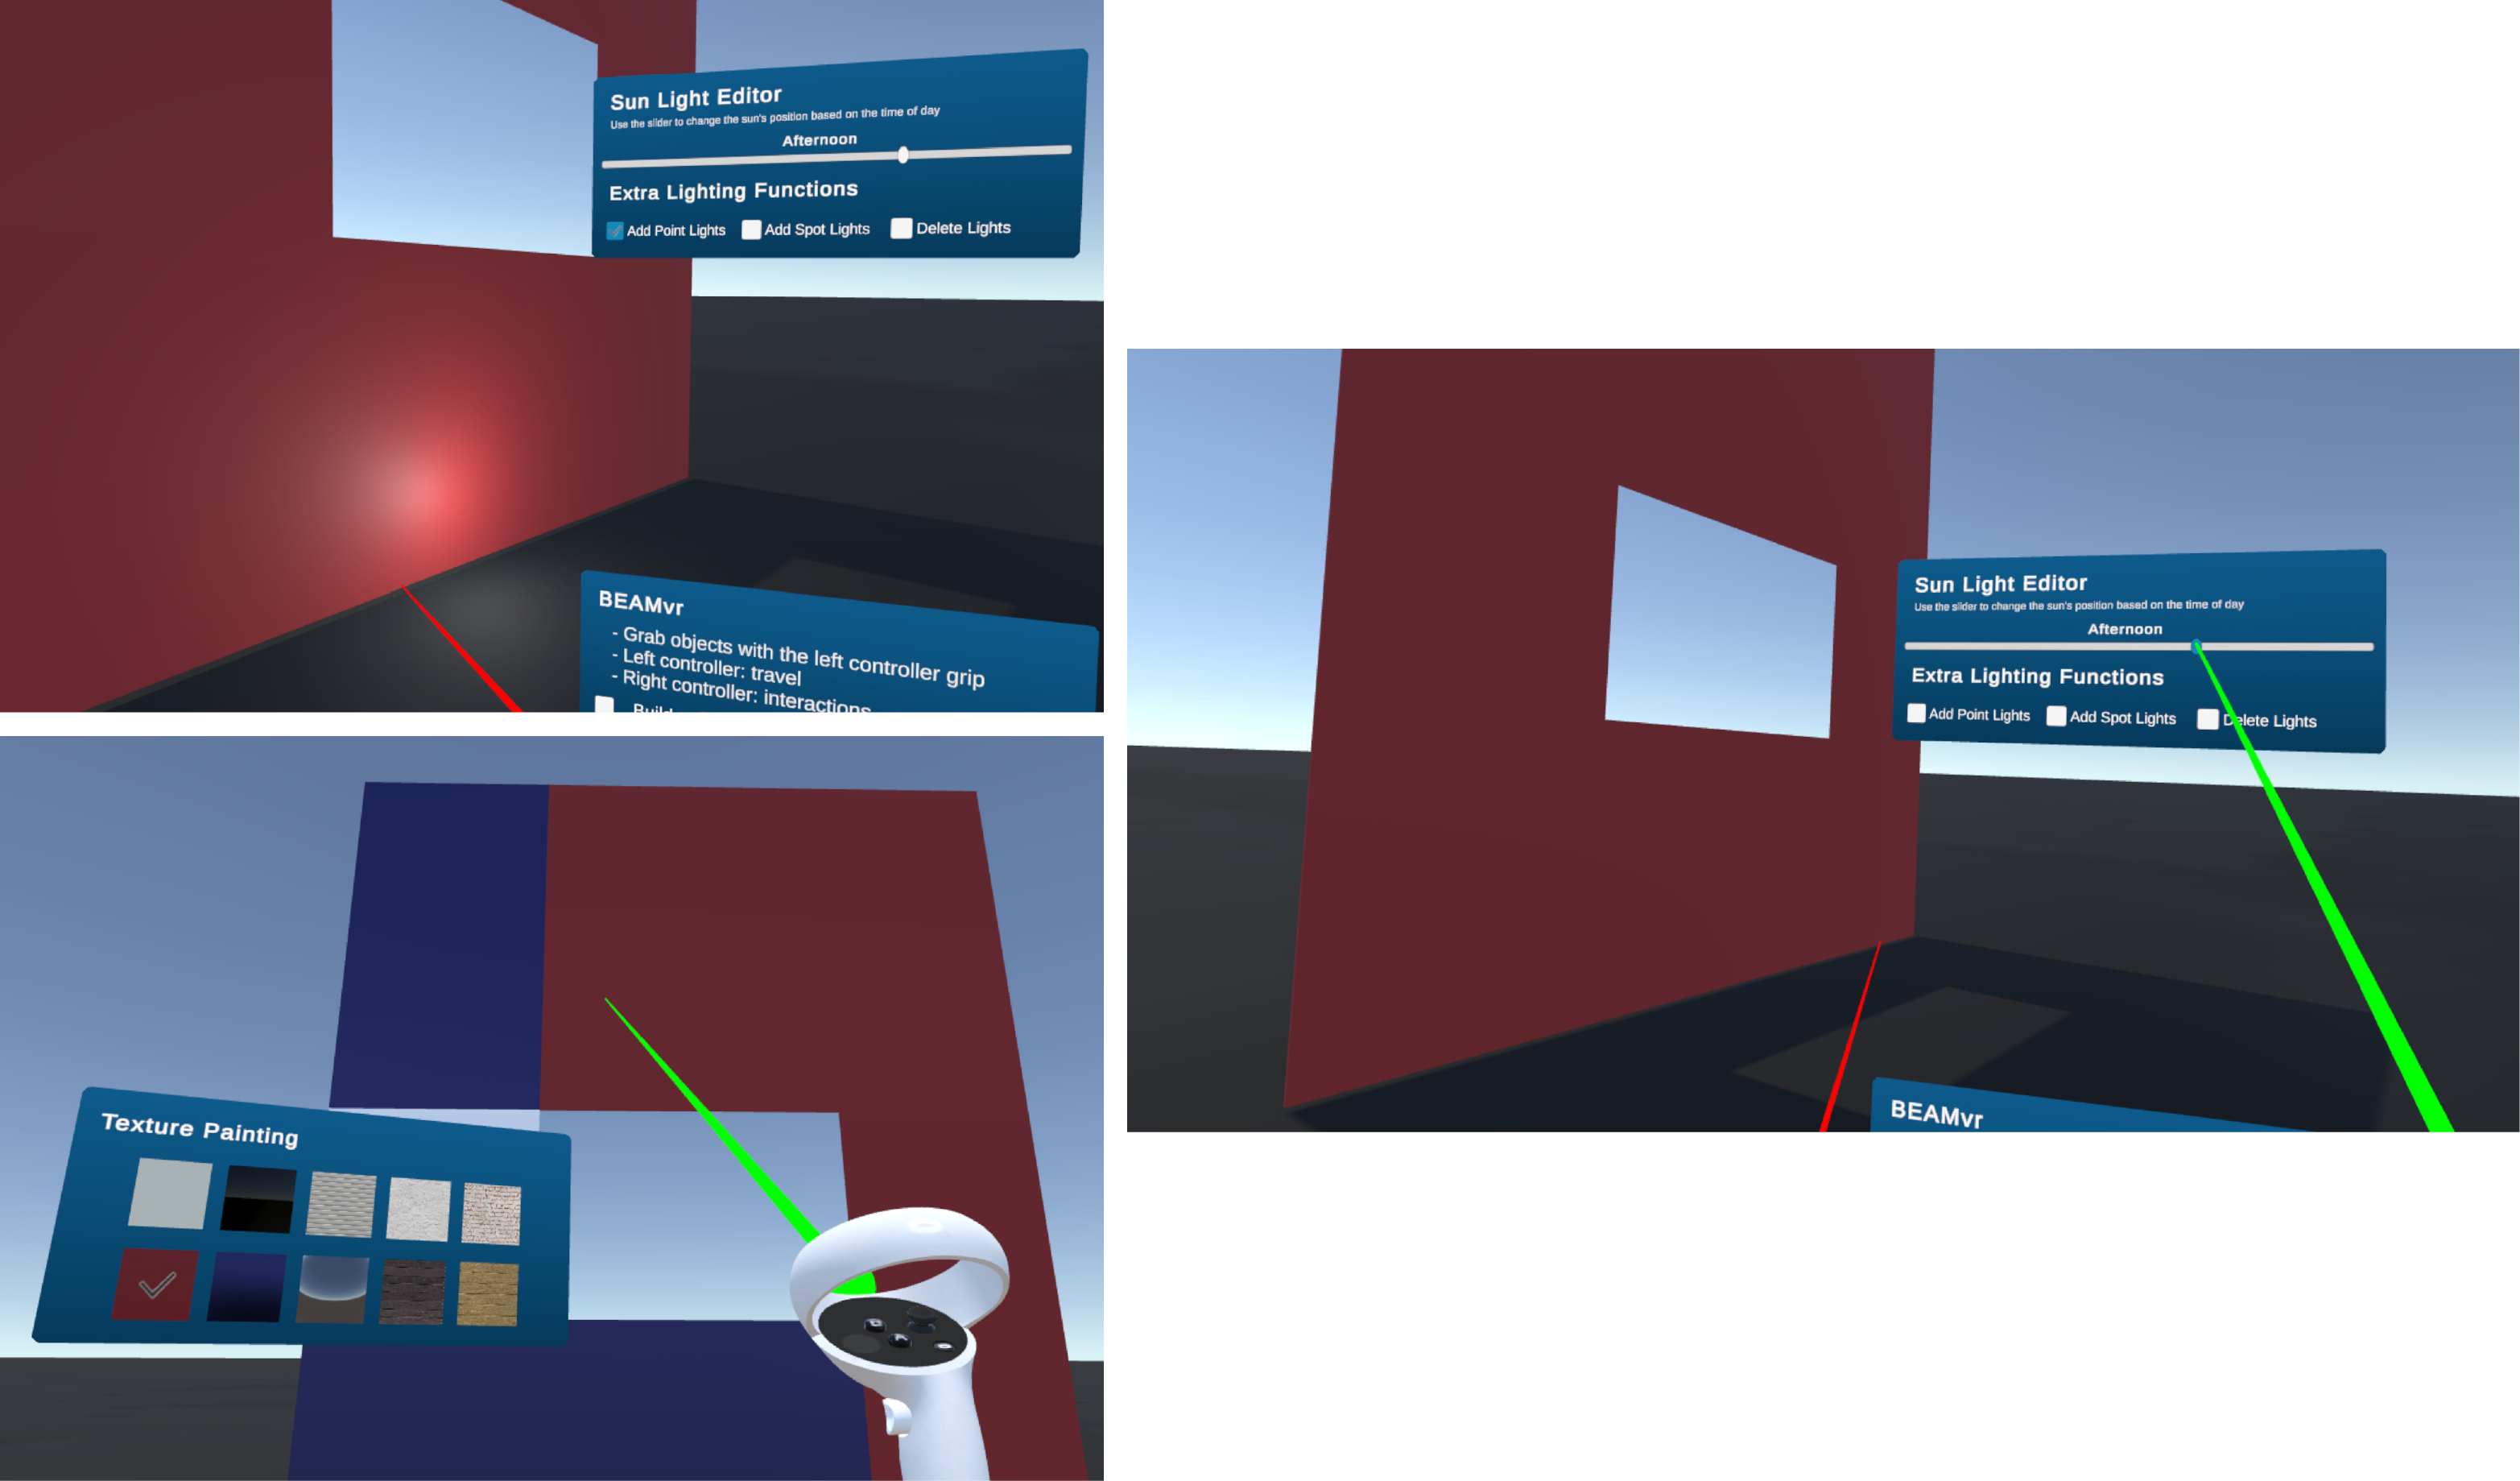 Sun Light Editor
Use the slider to change the sun's position based on the time of day
Afternoon
Extra Lighting Functions
Add Point Lights Add Spot Lights Delete Lights
BEAMvr
- Grab objects with the left controller grip
- Left controller: travel
- Right controller: interactions
Texture Painting
Sun Light Editor
Use the slider to change the sun's position based on the time of day
Afternoon
Extra Lighting Functions
Add Point Lights Add Spot Lights Delete Lights
BEAMvr